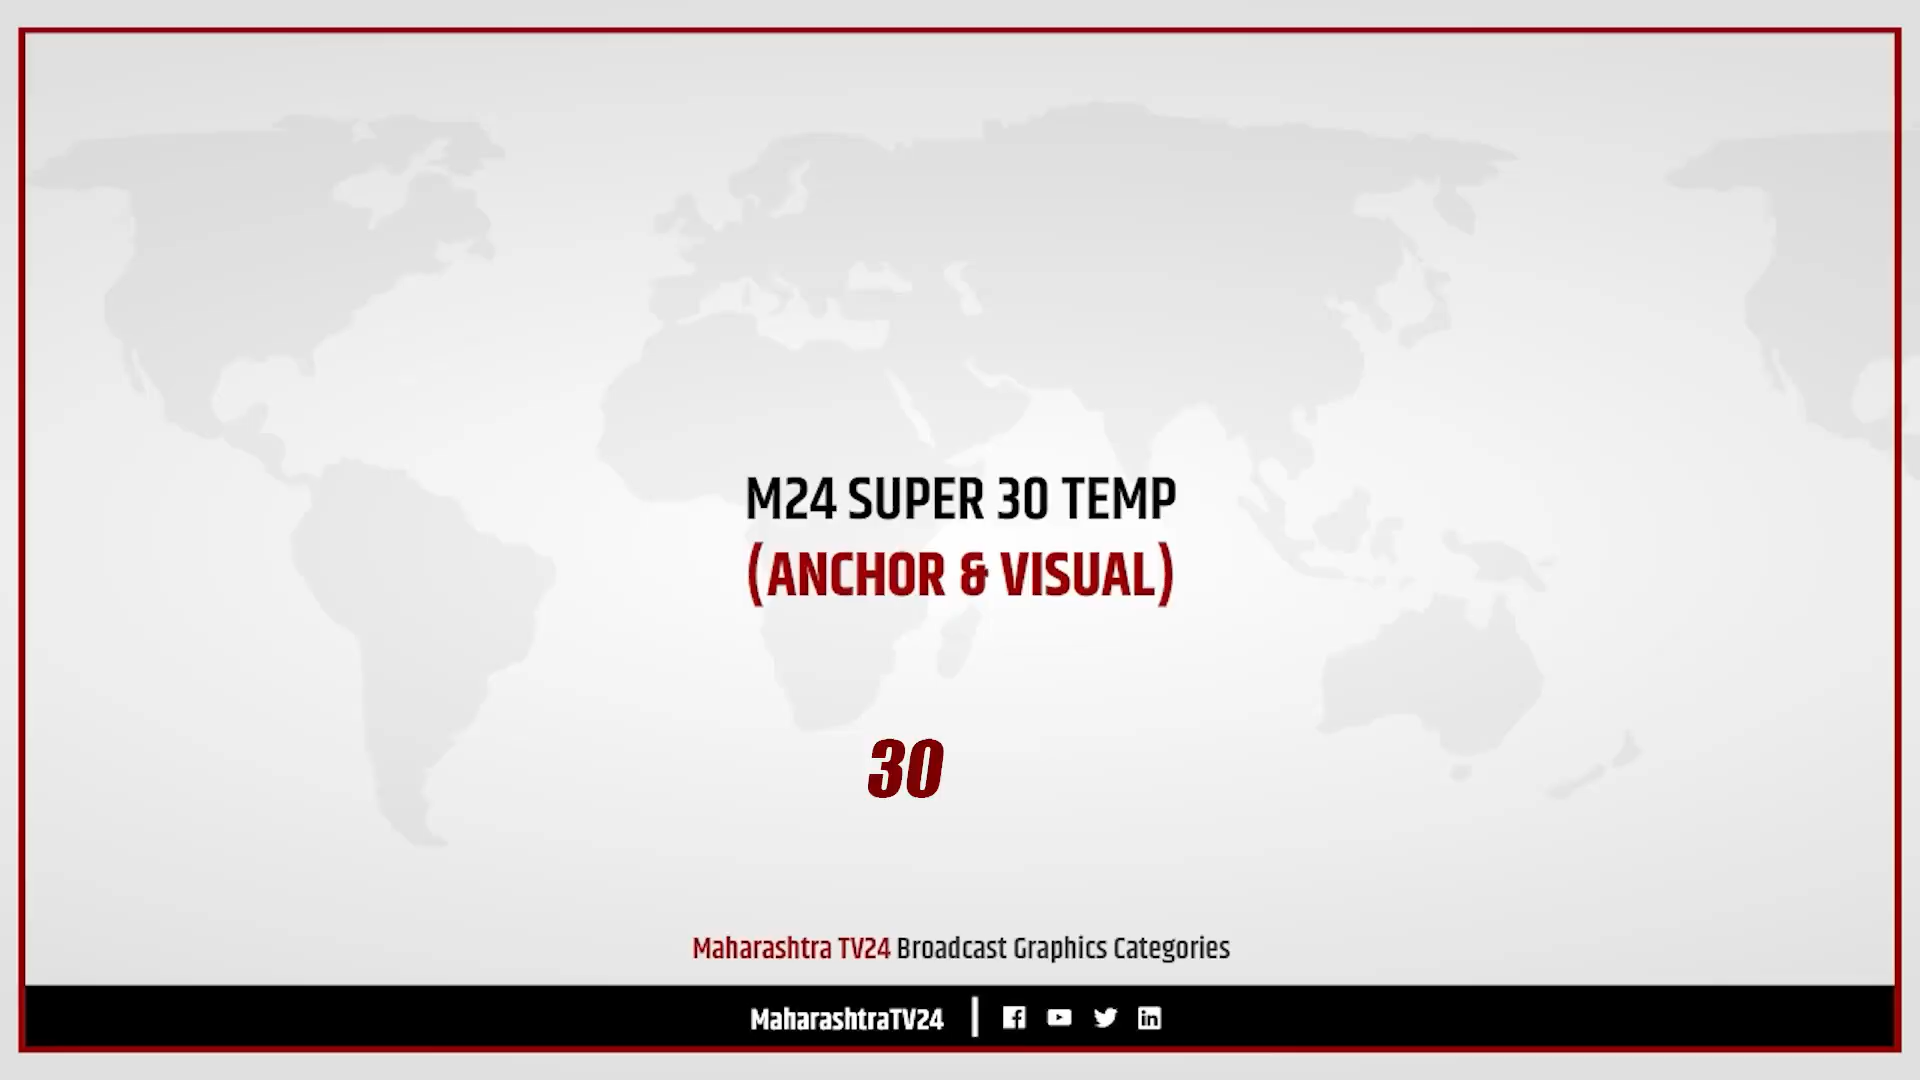 M24 SUPER 30 TEMP
(ANCHOR & VISUAL)
30
Maharashtra TV24 Broadcast Graphics Categories
MaharashtraTV24